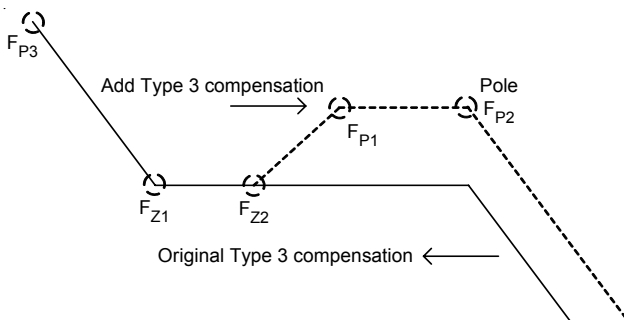 F_P3
Add Type 3 compensation
Pole
F_P1
F_P2
F_Z1
F_Z2
Original Type 3 compensation